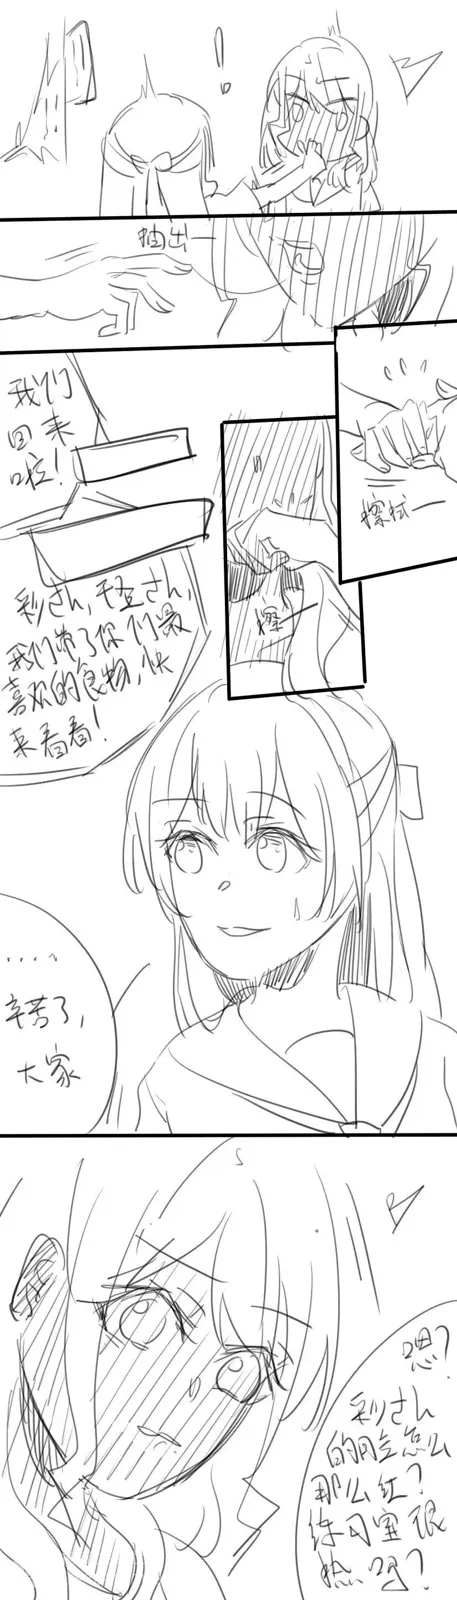 抽出一
擦拭一
擦一
我们
回来
啦！
彩さん，千圣さん，
我们带了你们最
喜欢的食物，快
来看看！
....
辛苦了，
大家
嗯？
彩さん
的脸怎么
那么红？
练习室很
热吗？